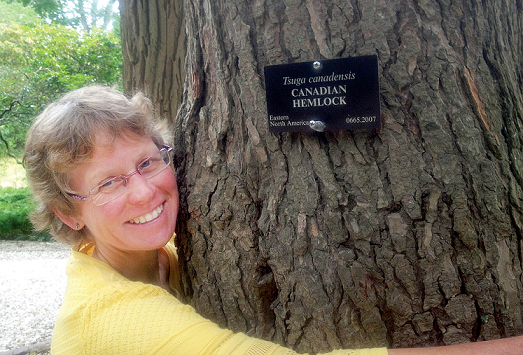 Tsuga canadensis
CANADIAN
HEMLOCK
Eastern
North America 0665.2007